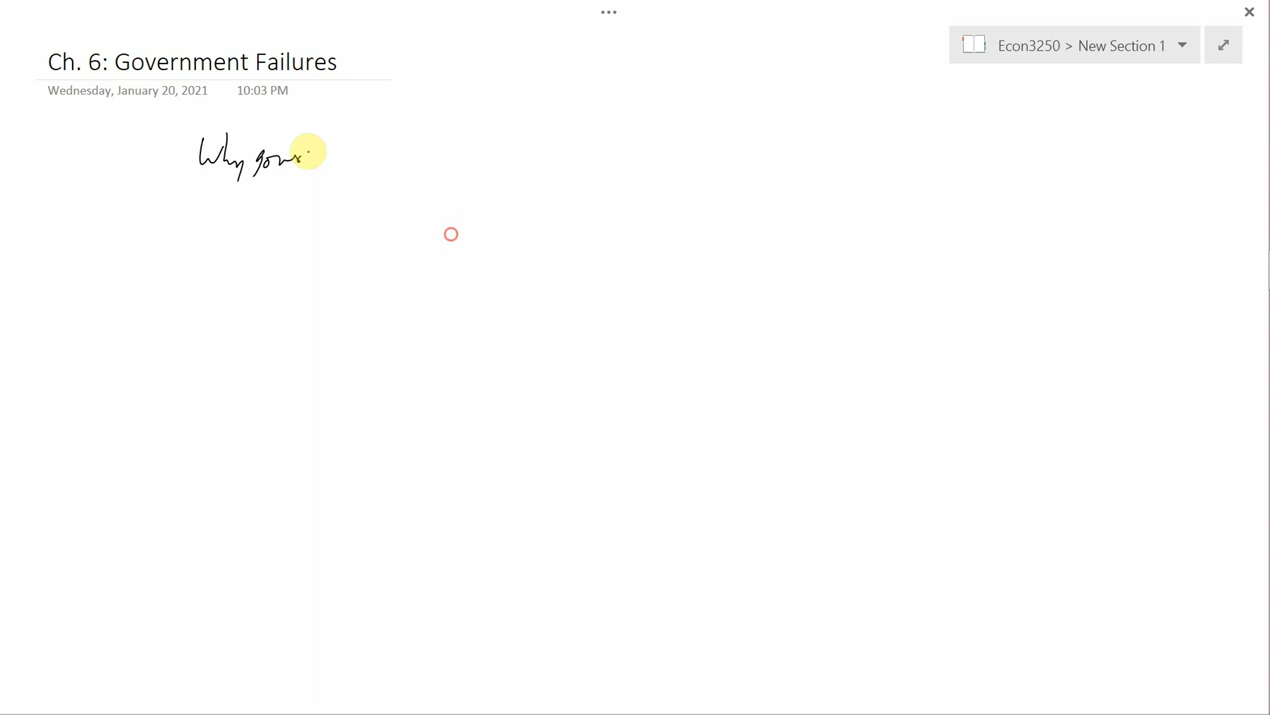 Econ3250 > New Section 1
Ch. 6: Government Failures
Wednesday, January 20, 2021 10:03 PM
Why